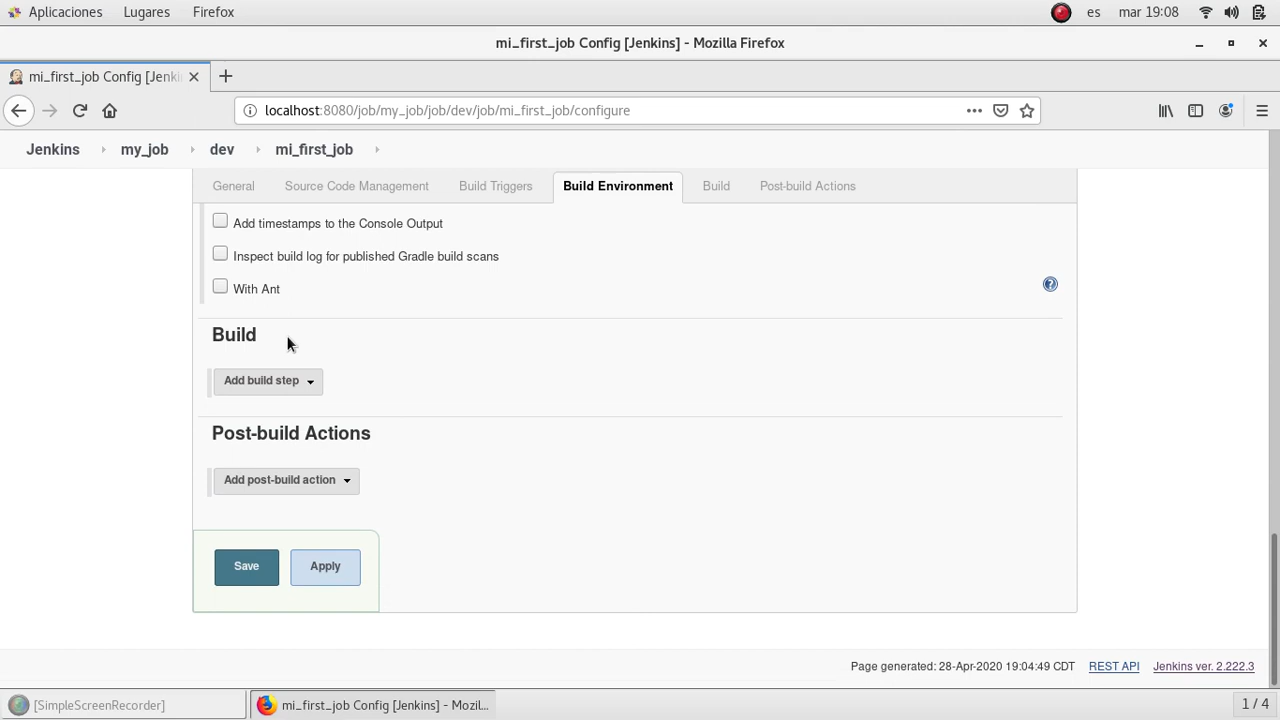 Aplicaciones Lugares Firefox es mar 19:08
mi_first_job Config [Jenkins] - Mozilla Firefox
mi_first_job Config [Jenki
localhost:8080/job/my_job/job/dev/job/mi_first_job/configure
Jenkins my_job dev mi_first_job
General Source Code Management Build Triggers Build Environment Build Post-build Actions
Add timestamps to the Console Output
Inspect build log for published Gradle build scans
With Ant
?
Build
Add build step
Post-build Actions
Add post-build action
Save Apply
Page generated: 28-Apr-2020 19:04:49 CDT REST API Jenkins ver. 2.222.3
[SimpleScreenRecorder] mi_first_job Config [Jenkins] - Mozil... 1 / 4